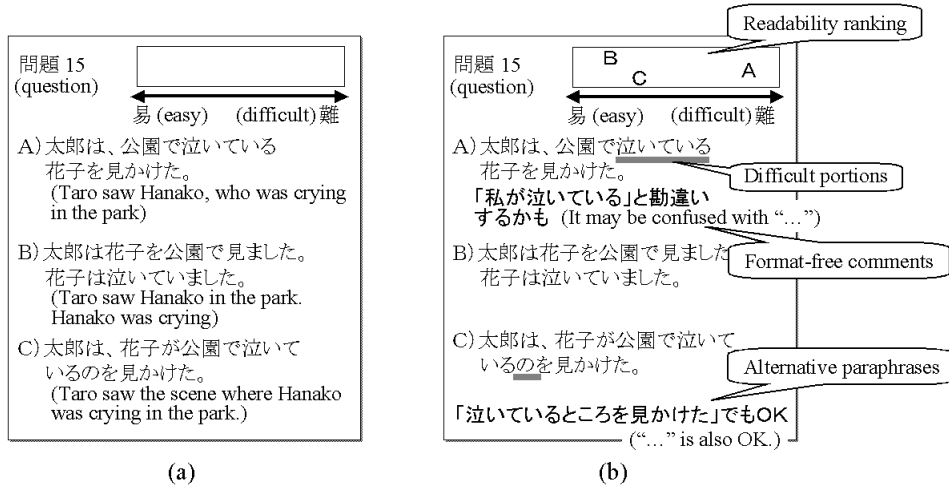 問題 15
(question)
易 (easy) (difficult) 難
A) 太郎は、公園で泣いている
花子を見かけた。
(Taro saw Hanako, who was crying
in the park)
B) 太郎は花子を公園で見ました。
花子は泣いていました。
(Taro saw Hanako in the park.
Hanako was crying)
C) 太郎は、花子が公園で泣いて
いるのを見かけた。
(Taro saw the scene where Hanako
was crying in the park.)
(a)
Readability ranking
問題 15
(question)
B
C
A
易 (easy) (difficult) 難
A) 太郎は、公園で泣いている
花子を見かけた。
Difficult portions
「私が泣いている」と勘違い
するかも (It may be confused with “...”)
B) 太郎は花子を公園で見ました
花子は泣いていました。
Format-free comments
C) 太郎は、花子が公園で泣いて
いるのを見かけた。
Alternative paraphrases
「泣いているところを見かけた」でもOK
(“...” is also OK.)
(b)